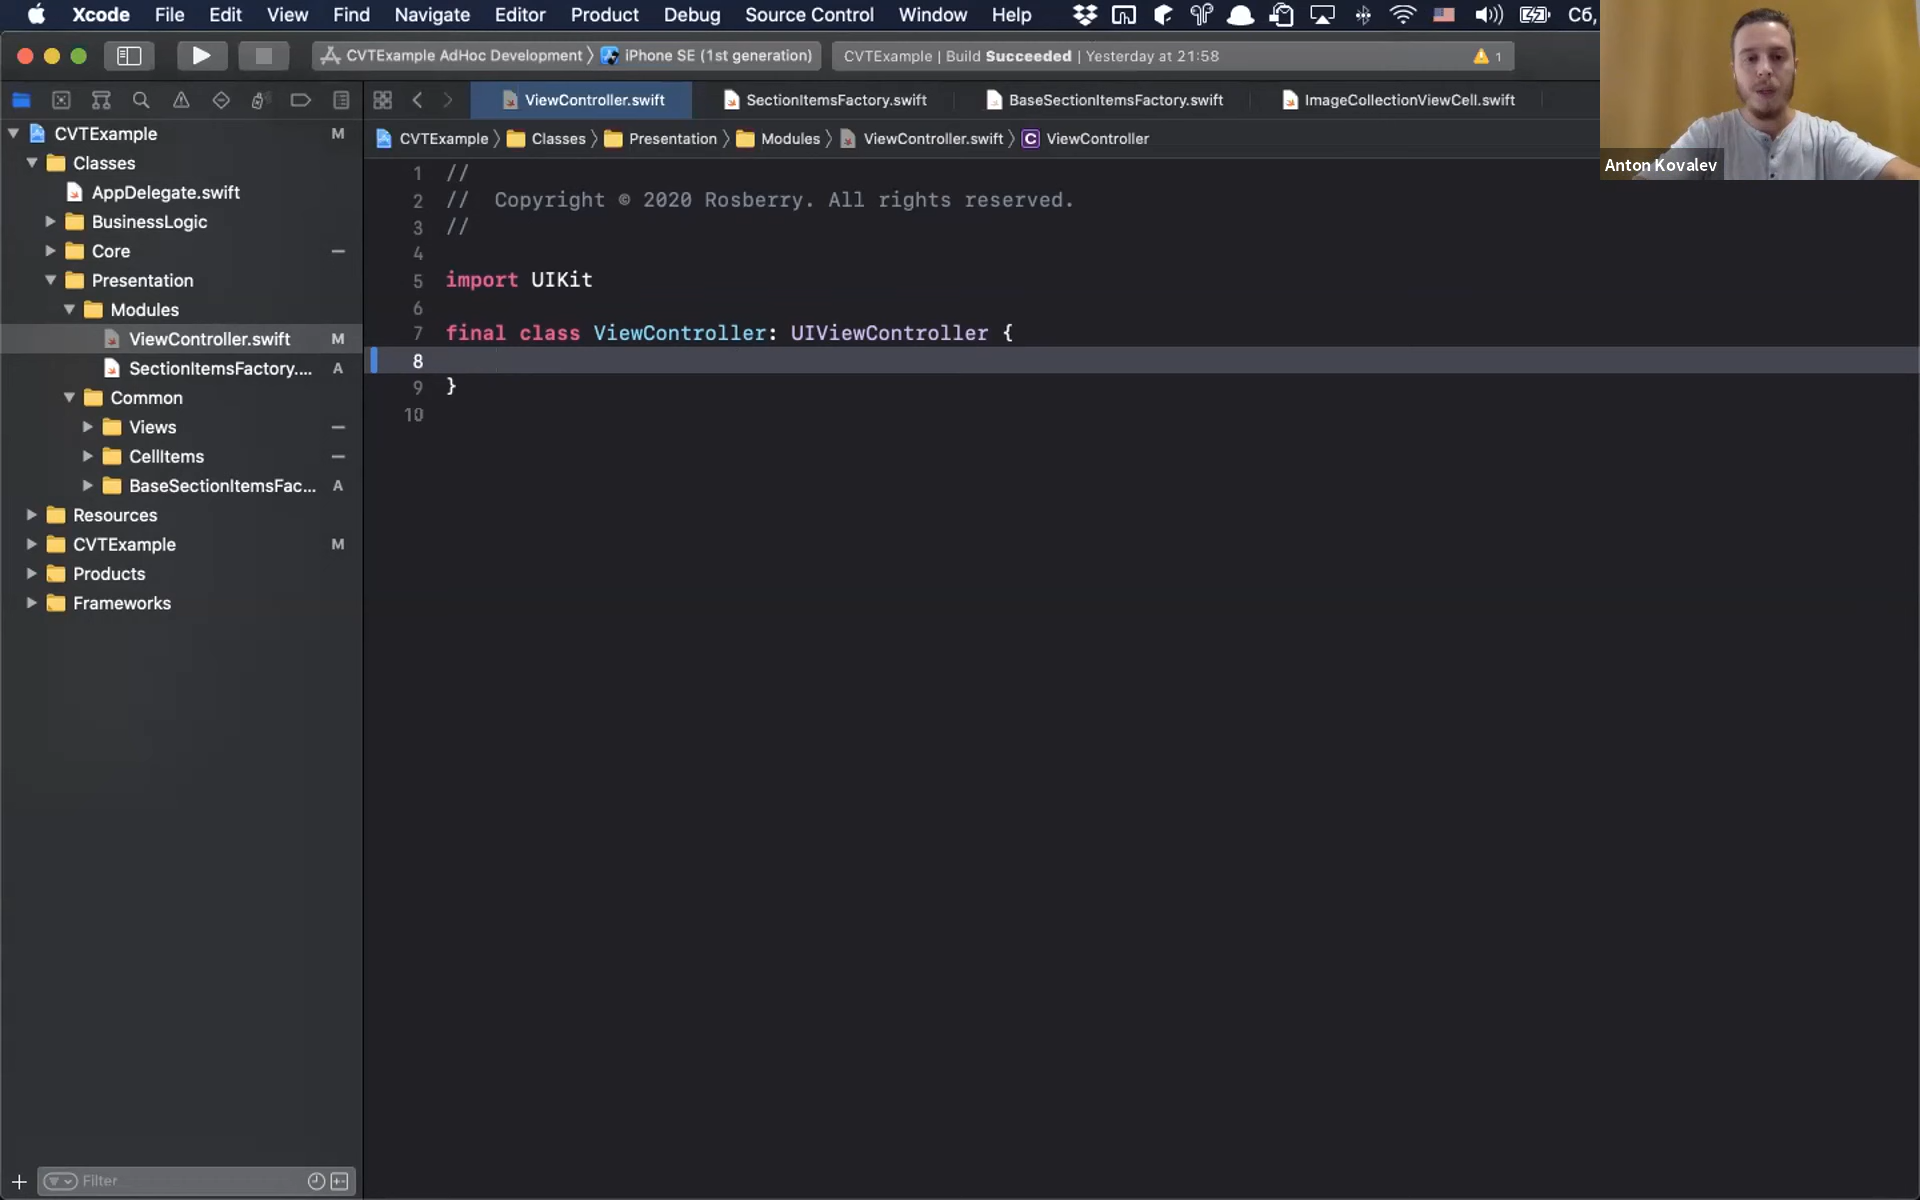 Xcode File Edit View Find Navigate Editor Product Debug Source Control Window Help Сб,
CVTExample AdHoc Development iPhone SE (1st generation)
CVTExample | Build Succeeded | Yesterday at 21:58
1
ViewController.swift
SectionItemsFactory.swift
BaseSectionItemsFactory.swift
ImageCollectionViewCell.swift
Anton Kovalev
CVTExample Classes Presentation Modules ViewController.swift C ViewController
CVTExample M
Classes
AppDelegate.swift
BusinessLogic
Core
Presentation
Modules
ViewController.swift M
SectionItemsFactory.... A
Common
Views
CellItems
BaseSectionItemsFac... A
Resources
CVTExample M
Products
Frameworks
Filter
1 //
2 // Copyright © 2020 Rosberry. All rights reserved.
3 //
4
5 import UIKit
6
7 final class ViewController: UIViewController {
8
9 }
10